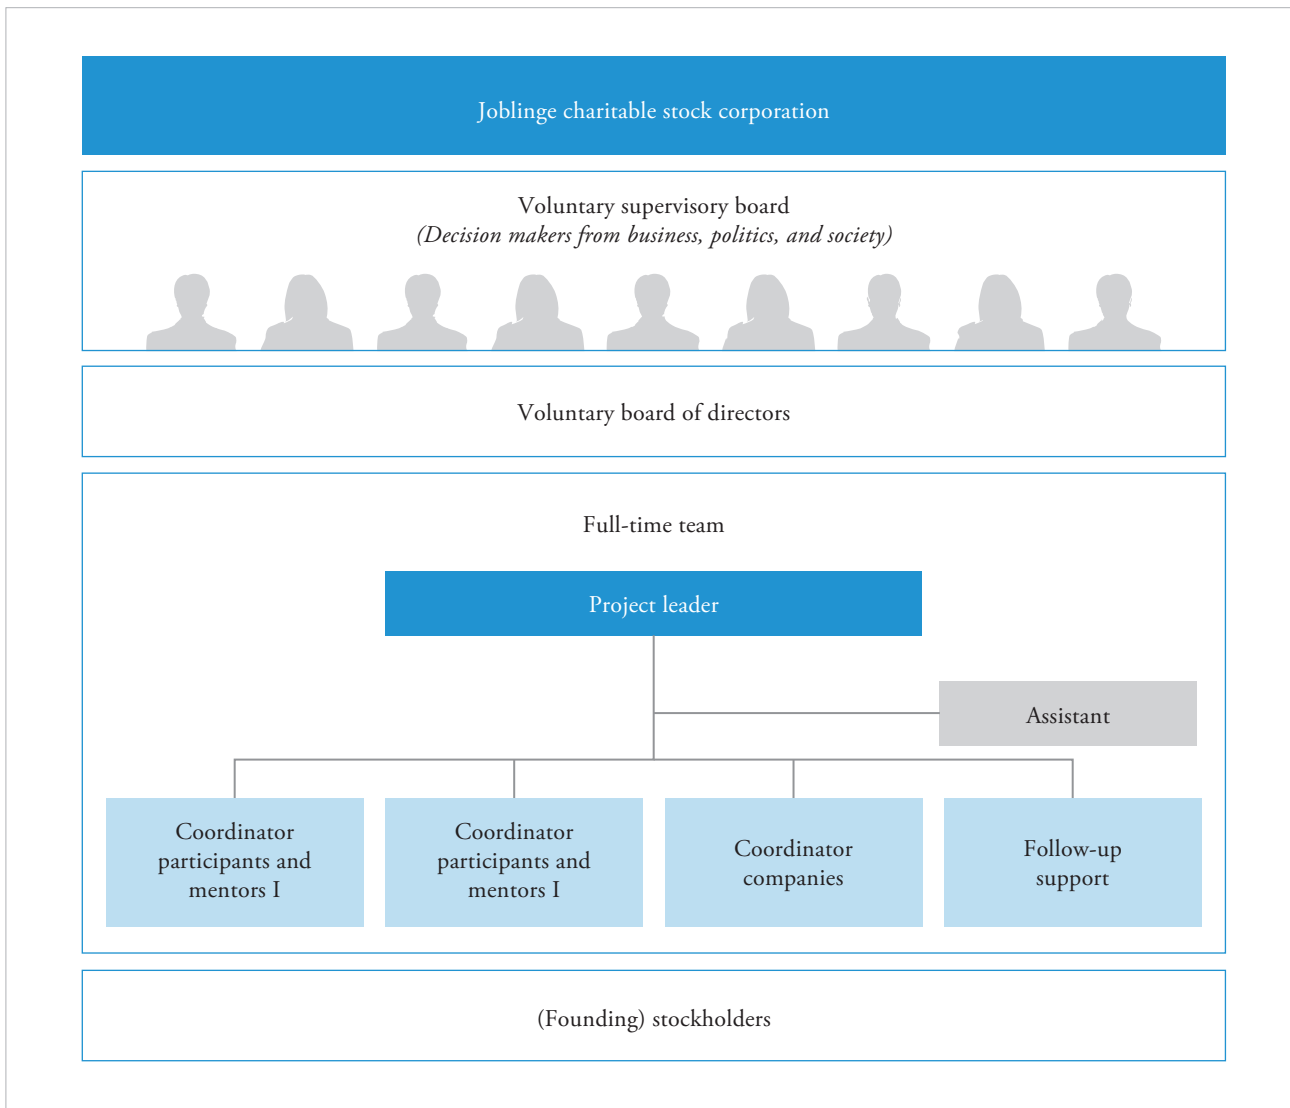 Joblinge charitable stock corporation
Voluntary supervisory board
(Decision makers from business, politics, and society)
Voluntary board of directors
Full-time team
Project leader
Assistant
Coordinator
participants and
mentors I
Coordinator
participants and
mentors I
Coordinator
companies
Follow-up
support
(Founding) stockholders